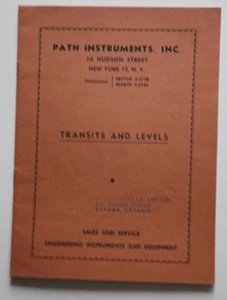 PATH INSTRUMENTS, INC.
16 HUDSON STREET
NEW YORK 13, N. Y.
Telephones
TRANSITS AND LEVELS
SALES AND SERVICE
ENGINEERING INSTRUMENTS AND EQUIPMENT